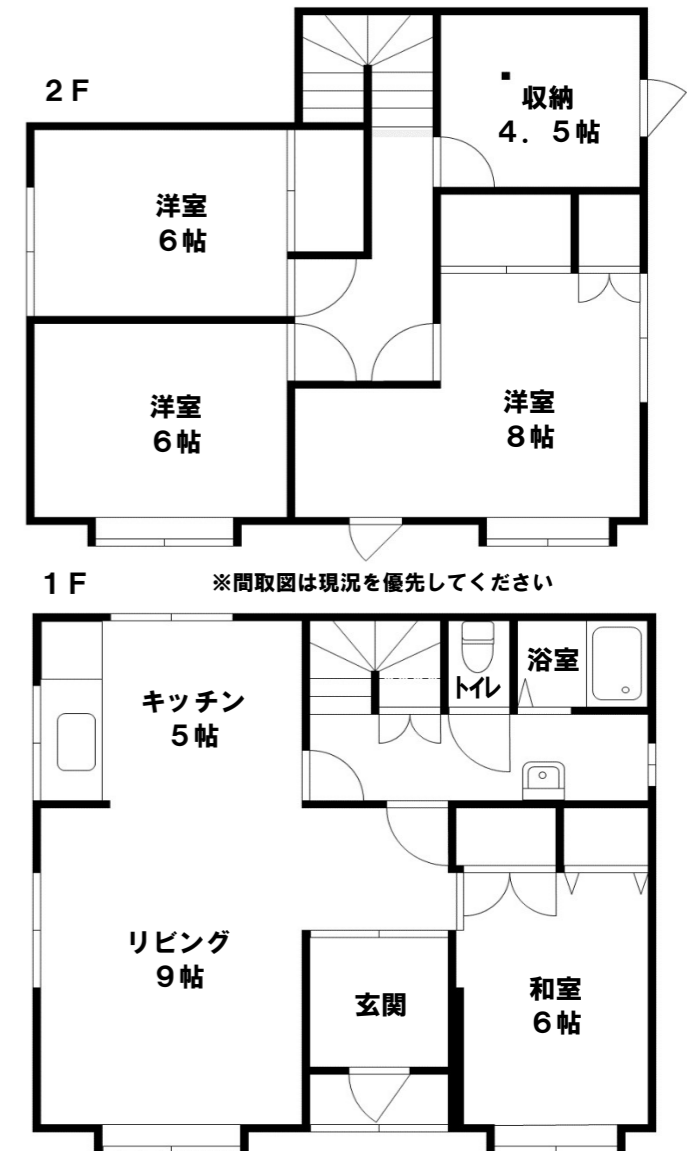 ２Ｆ
収納
４．５帖
洋室
６帖
洋室
６帖
洋室
８帖
１Ｆ
※間取図は現況を優先してください
キッチン
５帖
トイレ
浴室
リビング
９帖
玄関
和室
６帖